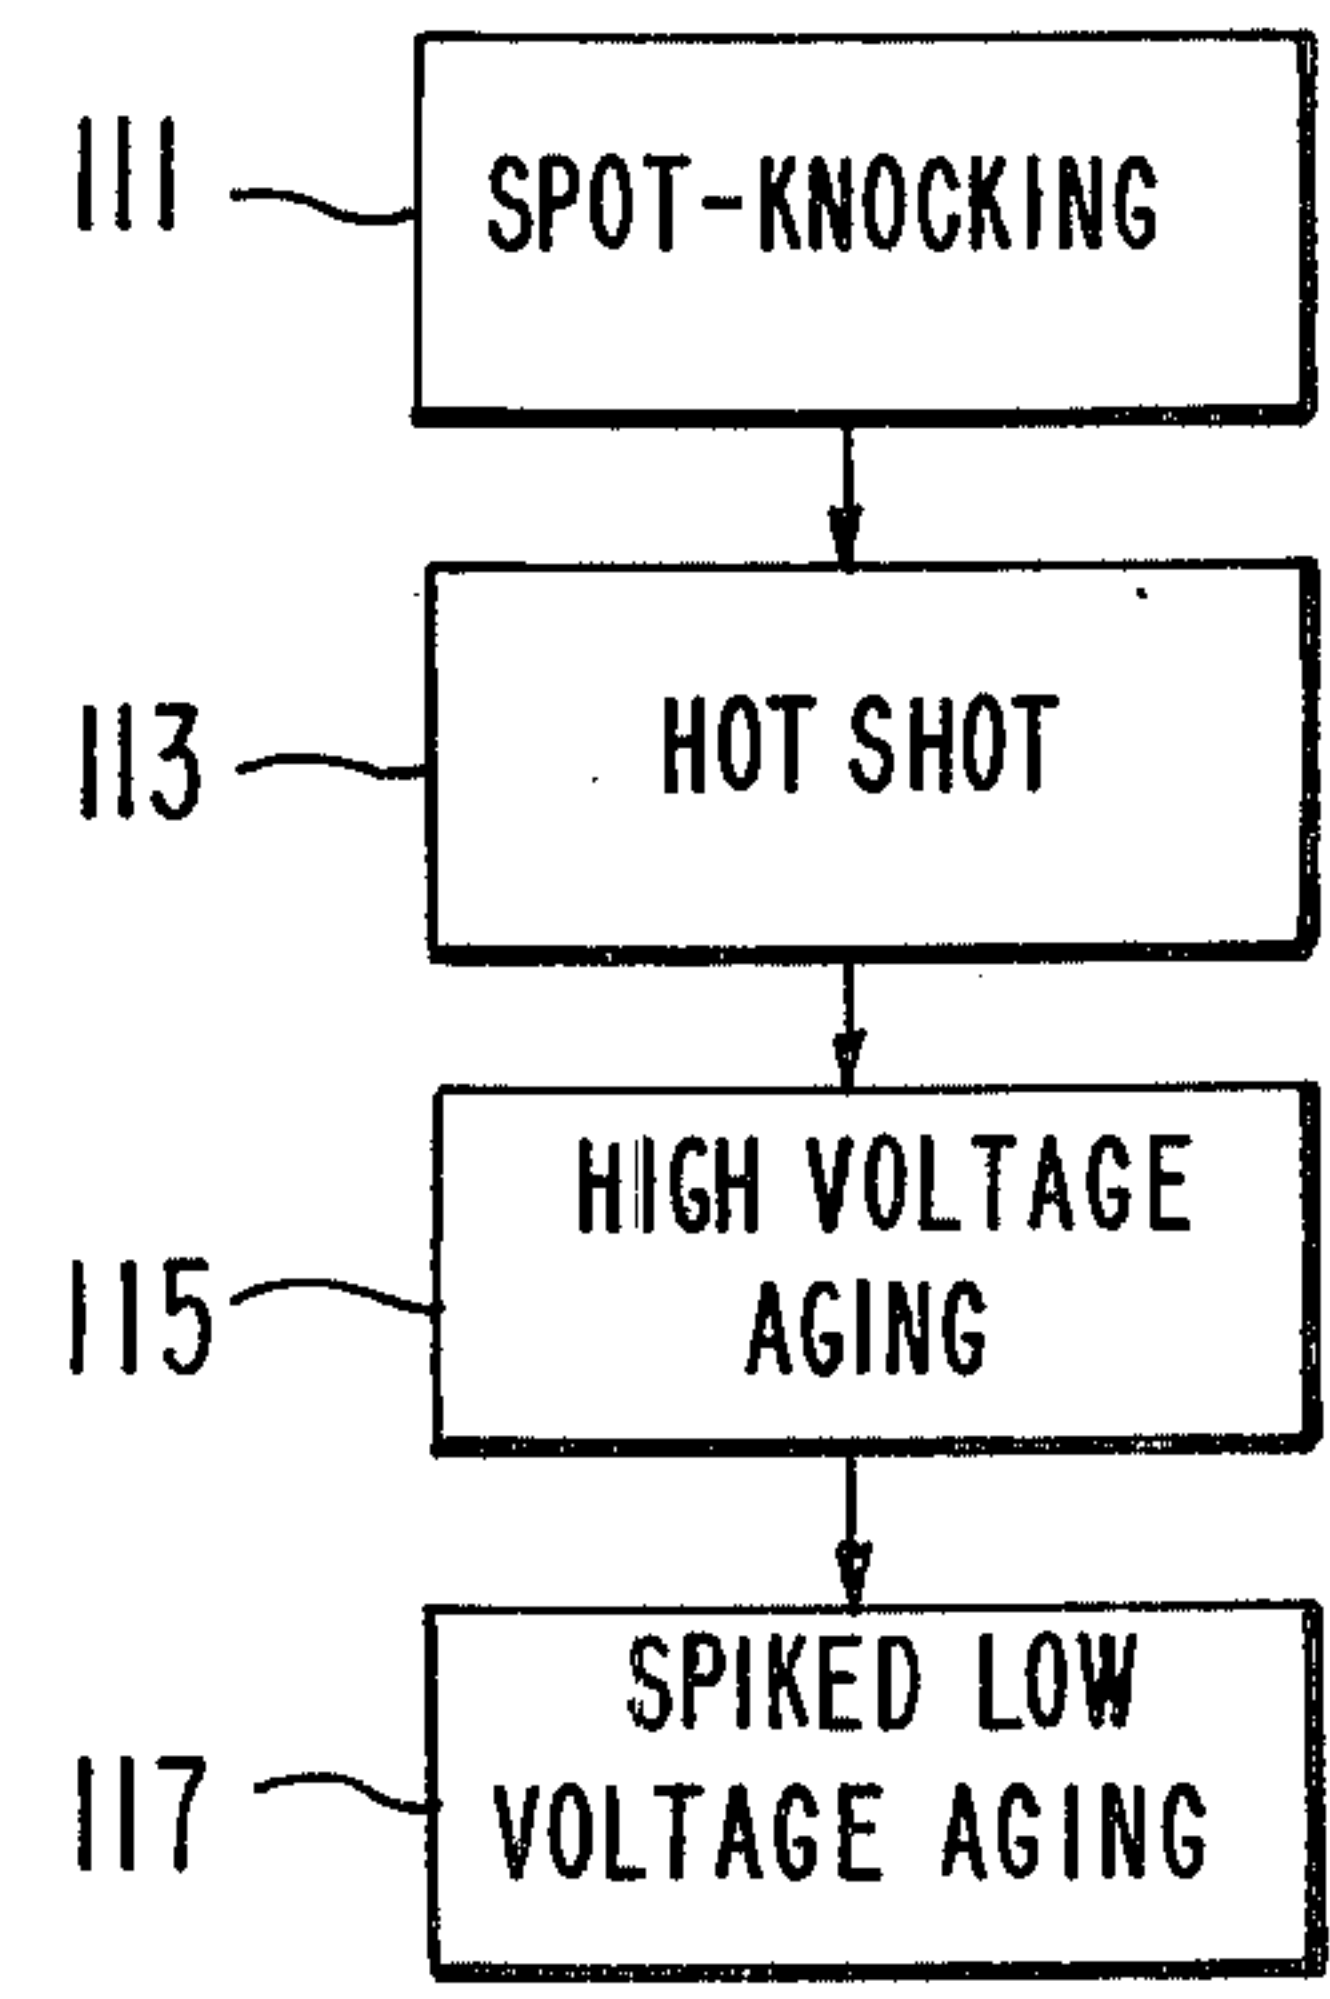 111
SPOT-KNOCKING
113
HOT SHOT
115
HIGH VOLTAGE
AGING
117
SPIKED LOW
VOLTAGE AGING